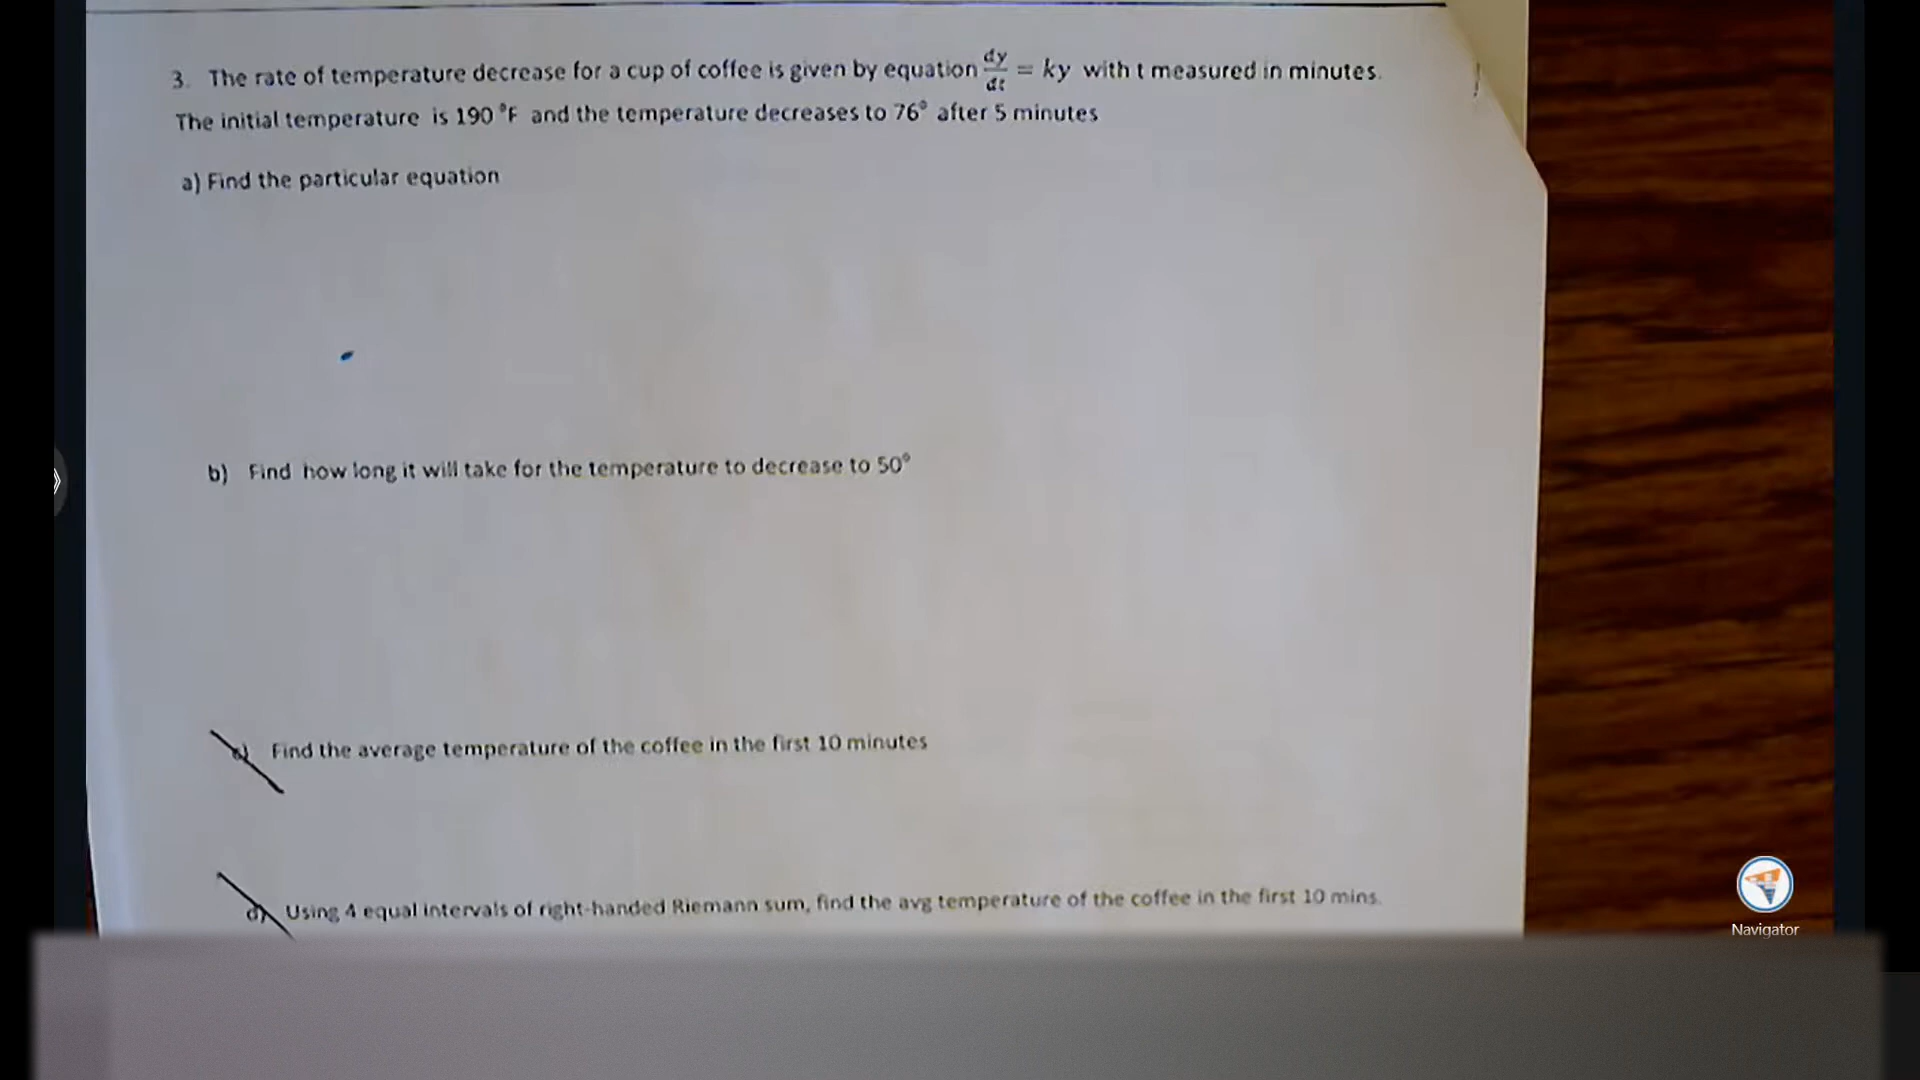 3. The rate of temperature decrease for a cup of coffee is given by equation dy/dt = ky with t measured in minutes.
The initial temperature is 190 °F and the temperature decreases to 76° after 5 minutes
a) Find the particular equation
b) Find how long it will take for the temperature to decrease to 50°
c) Find the average temperature of the coffee in the first 10 minutes
d) Using 4 equal intervals of right-handed Riemann sum, find the avg temperature of the coffee in the first 10 mins.
Navigator